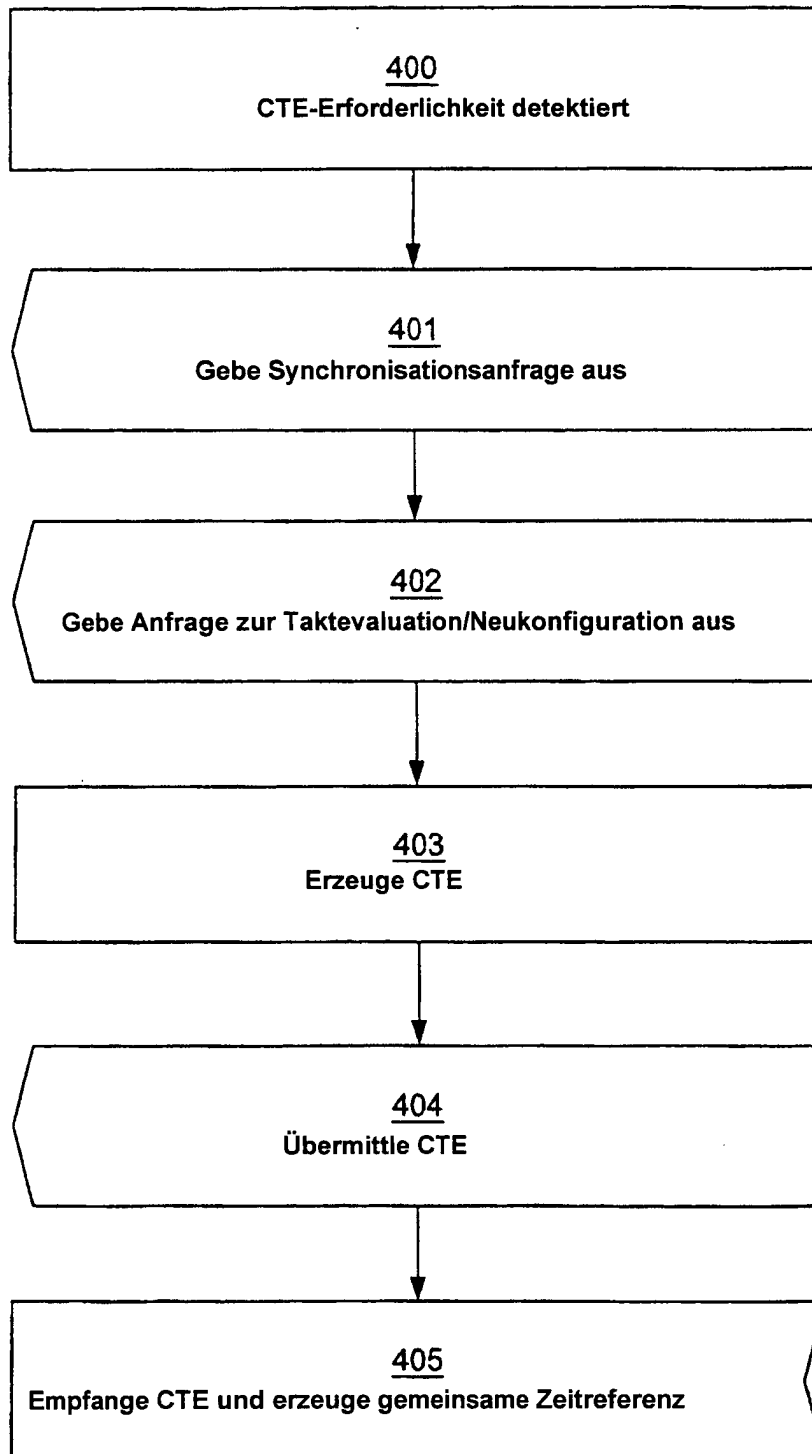 400
CTE-Erforderlichkeit detektiert
401
Gebe Synchronisationsanfrage aus
402
Gebe Anfrage zur Taktevaluation/Neukonfiguration aus
403
Erzeuge CTE
404
Übermittle CTE
405
Empfange CTE und erzeuge gemeinsame Zeitreferenz